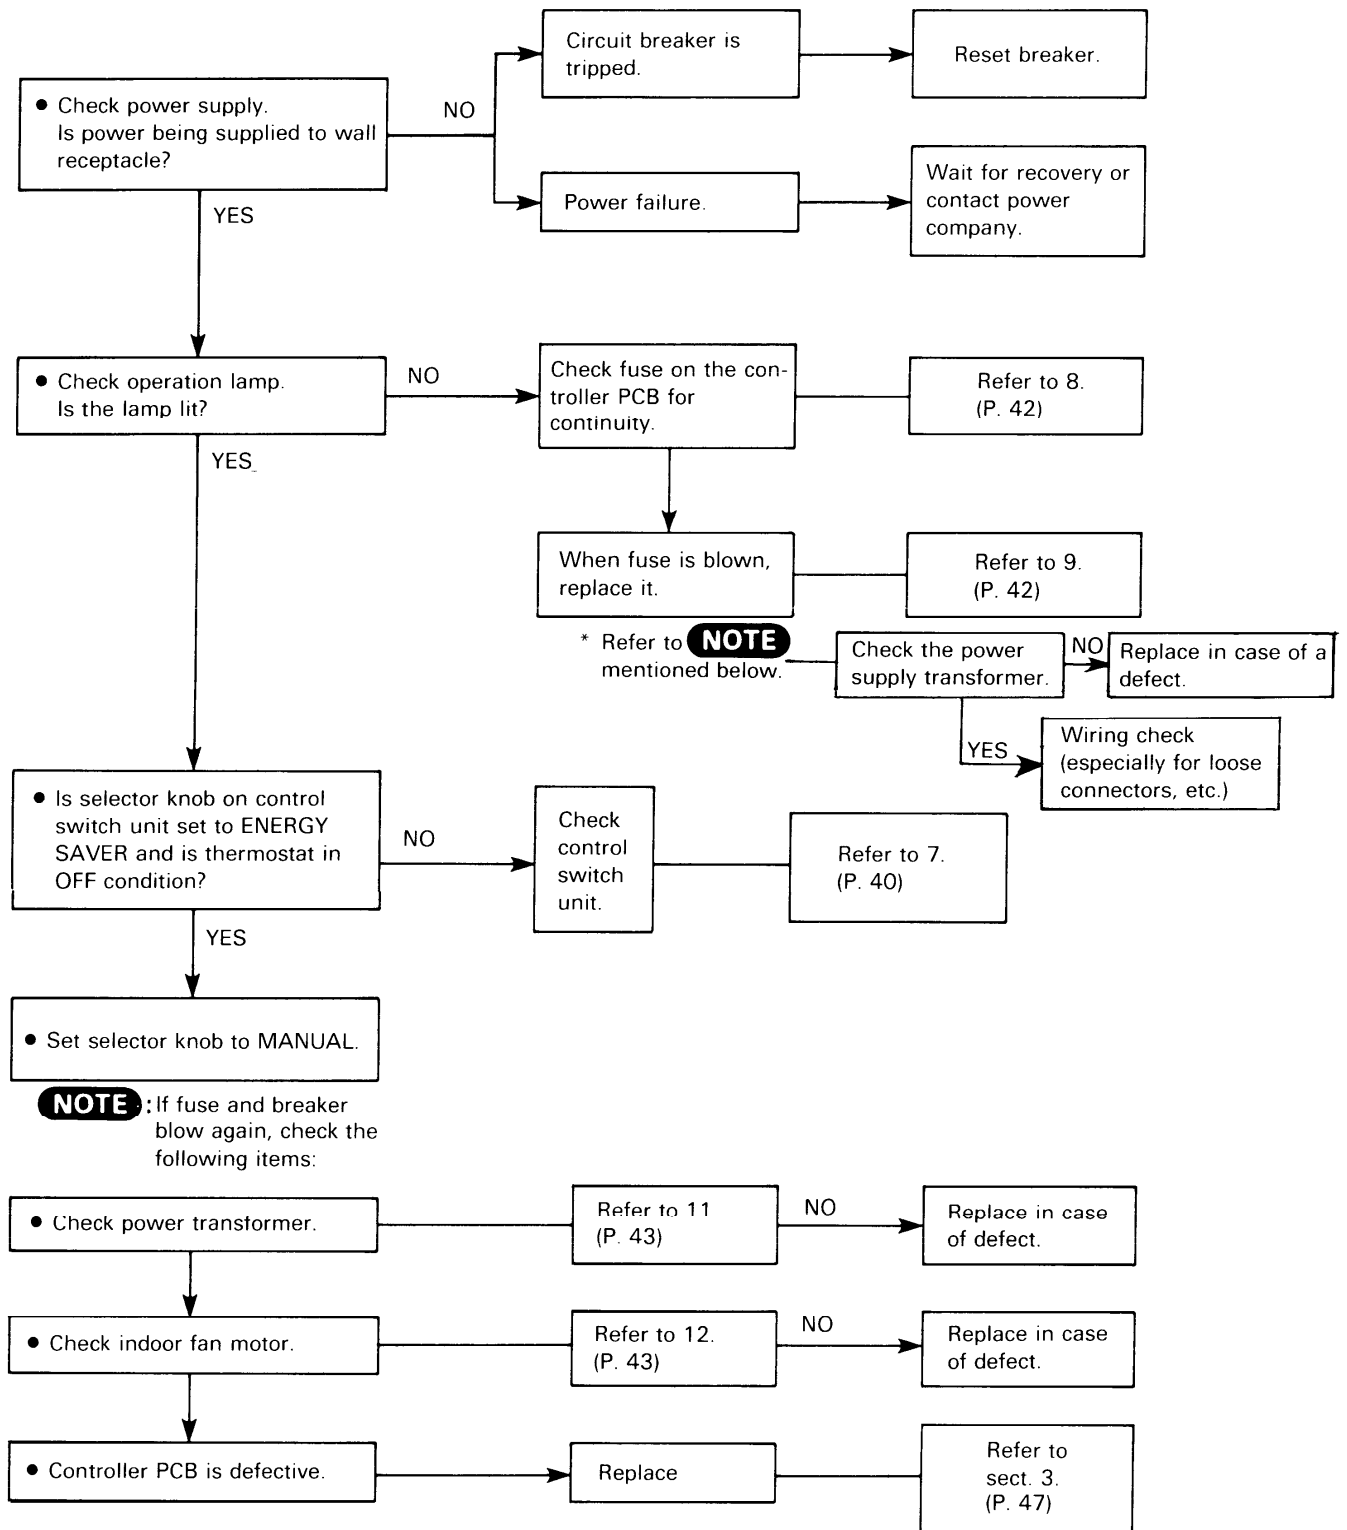 Circuit breaker is
tripped.
Reset breaker.
● Check power supply.
Is power being supplied to wall
receptacle?
NO
Power failure.
Wait for recovery or
contact power
company.
YES
● Check operation lamp.
Is the lamp lit?
NO
Check fuse on the con-
troller PCB for
continuity.
Refer to 8.
(P. 42)
YES
When fuse is blown,
replace it.
Refer to 9.
(P. 42)
* Refer to NOTE
mentioned below.
Check the power
supply transformer.
NO
Replace in case of a
defect.
YES
Wiring check
(especially for loose
connectors, etc.)
● Is selector knob on control
switch unit set to ENERGY
SAVER and is thermostat in
OFF condition?
NO
Check
control
switch
unit.
Refer to 7.
(P. 40)
YES
● Set selector knob to MANUAL.
NOTE : If fuse and breaker
blow again, check the
following items:
● Check power transformer.
Refer to 11
(P. 43)
NO
Replace in case
of defect.
● Check indoor fan motor.
Refer to 12.
(P. 43)
NO
Replace in case
of defect.
● Controller PCB is defective.
Replace
Refer to
sect. 3.
(P. 47)